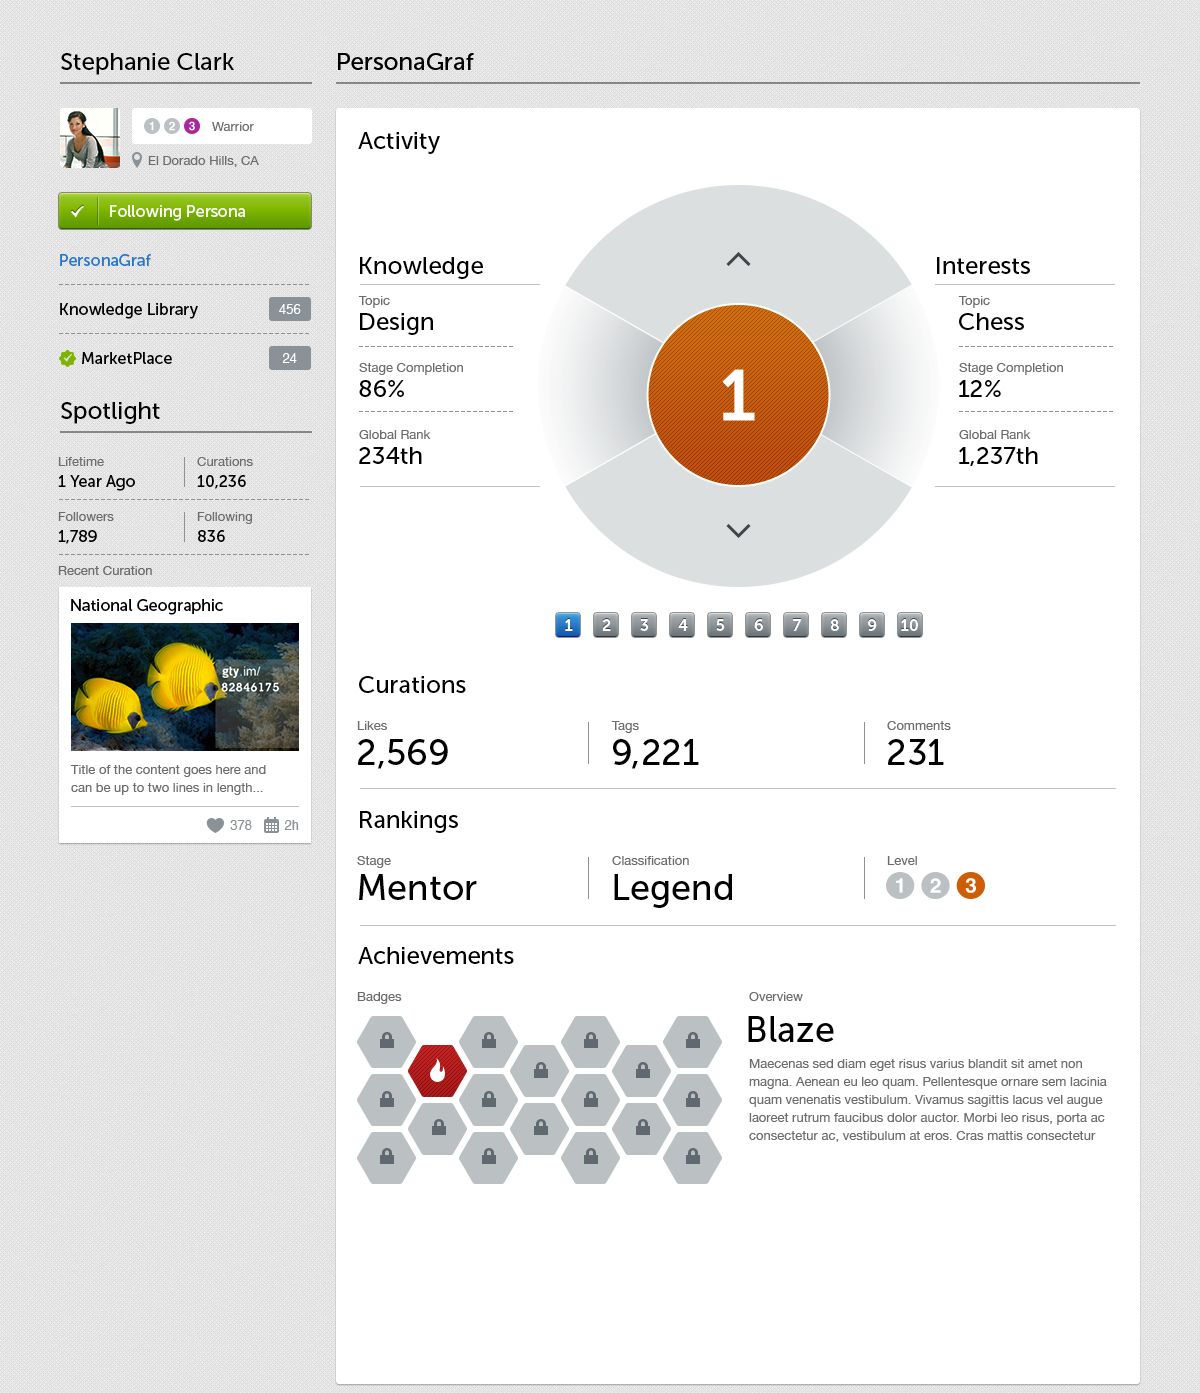 Stephanie Clark
1 2 3 Warrior
El Dorado Hills, CA
Following Persona
PersonaGraf
Knowledge Library 456
MarketPlace 24
Spotlight
Lifetime
1 Year Ago
Curations
10,236
Followers
1,789
Following
836
Recent Curation
National Geographic
gty.im/
82846175
Title of the content goes here and
can be up to two lines in length...
378 2h
PersonaGraf
Activity
Knowledge
Topic
Design
Stage Completion
86%
Global Rank
234th
1
Interests
Topic
Chess
Stage Completion
12%
Global Rank
1,237th
1 2 3 4 5 6 7 8 9 10
Curations
Likes
2,569
Tags
9,221
Comments
231
Rankings
Stage
Mentor
Classification
Legend
Level
1 2 3
Achievements
Badges
Overview
Blaze
Maecenas sed diam eget risus varius blandit sit amet non
magna. Aenean eu leo quam. Pellentesque ornare sem lacinia
quam venenatis vestibulum. Vivamus sagittis lacus vel augue
laoreet rutrum faucibus dolor auctor. Morbi leo risus, porta ac
consectetur ac, vestibulum at eros. Cras mattis consectetur